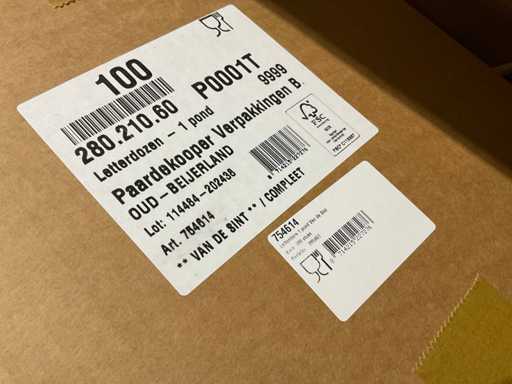 100
280.210.60
P0001T
Letterdozen – 1 pond
9999
Paardekooper Verpakkingen B.
OUD – BEIJERLAND
Lot: 114464-202438
Art. 754614
** VAN DE SINT ** / COMPLEET
FSC
754614